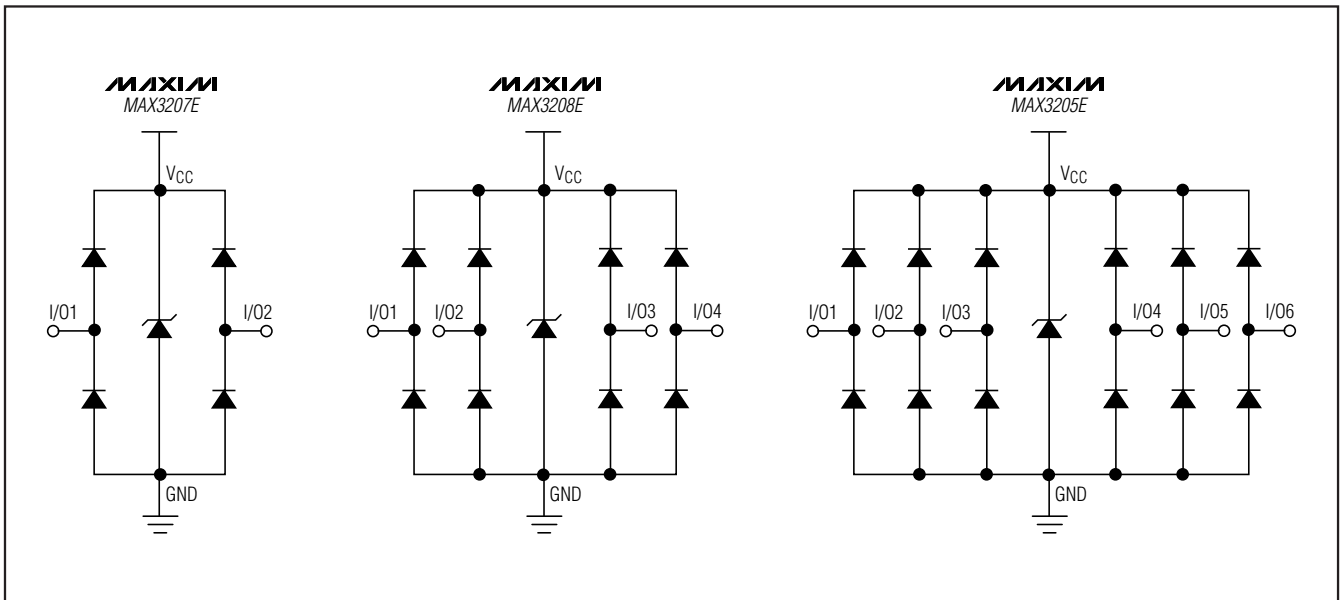 MAXIM
MAX3207E
VCC
I/O1
I/O2
GND
MAXIM
MAX3208E
VCC
I/O1
I/O2
I/O3
I/O4
GND
MAXIM
MAX3205E
VCC
I/O1
I/O2
I/O3
I/O4
I/O5
I/O6
GND